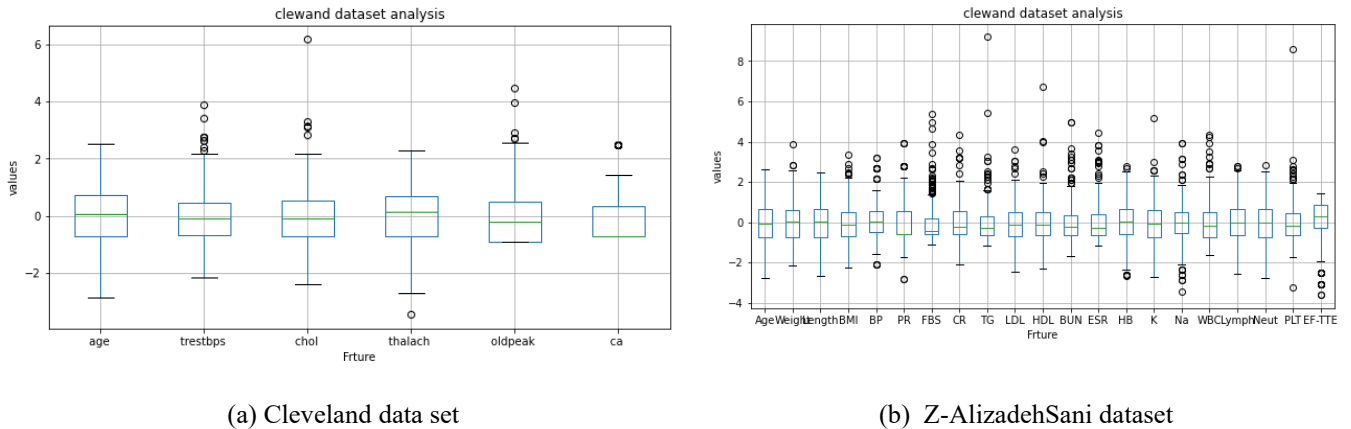 clewand dataset analysis
6
4
2
0
−2
values
age trestbps chol thalach oldpeak ca
Frture
clewand dataset analysis
8
6
4
2
0
−2
−4
values
Age Weight Length BMI BP PR FBS CR TG LDL HDL BUN ESR HB K Na WBC Lymph Neut PLT EF-TTE
Frture
(a) Cleveland data set
(b) Z-AlizadehSani dataset